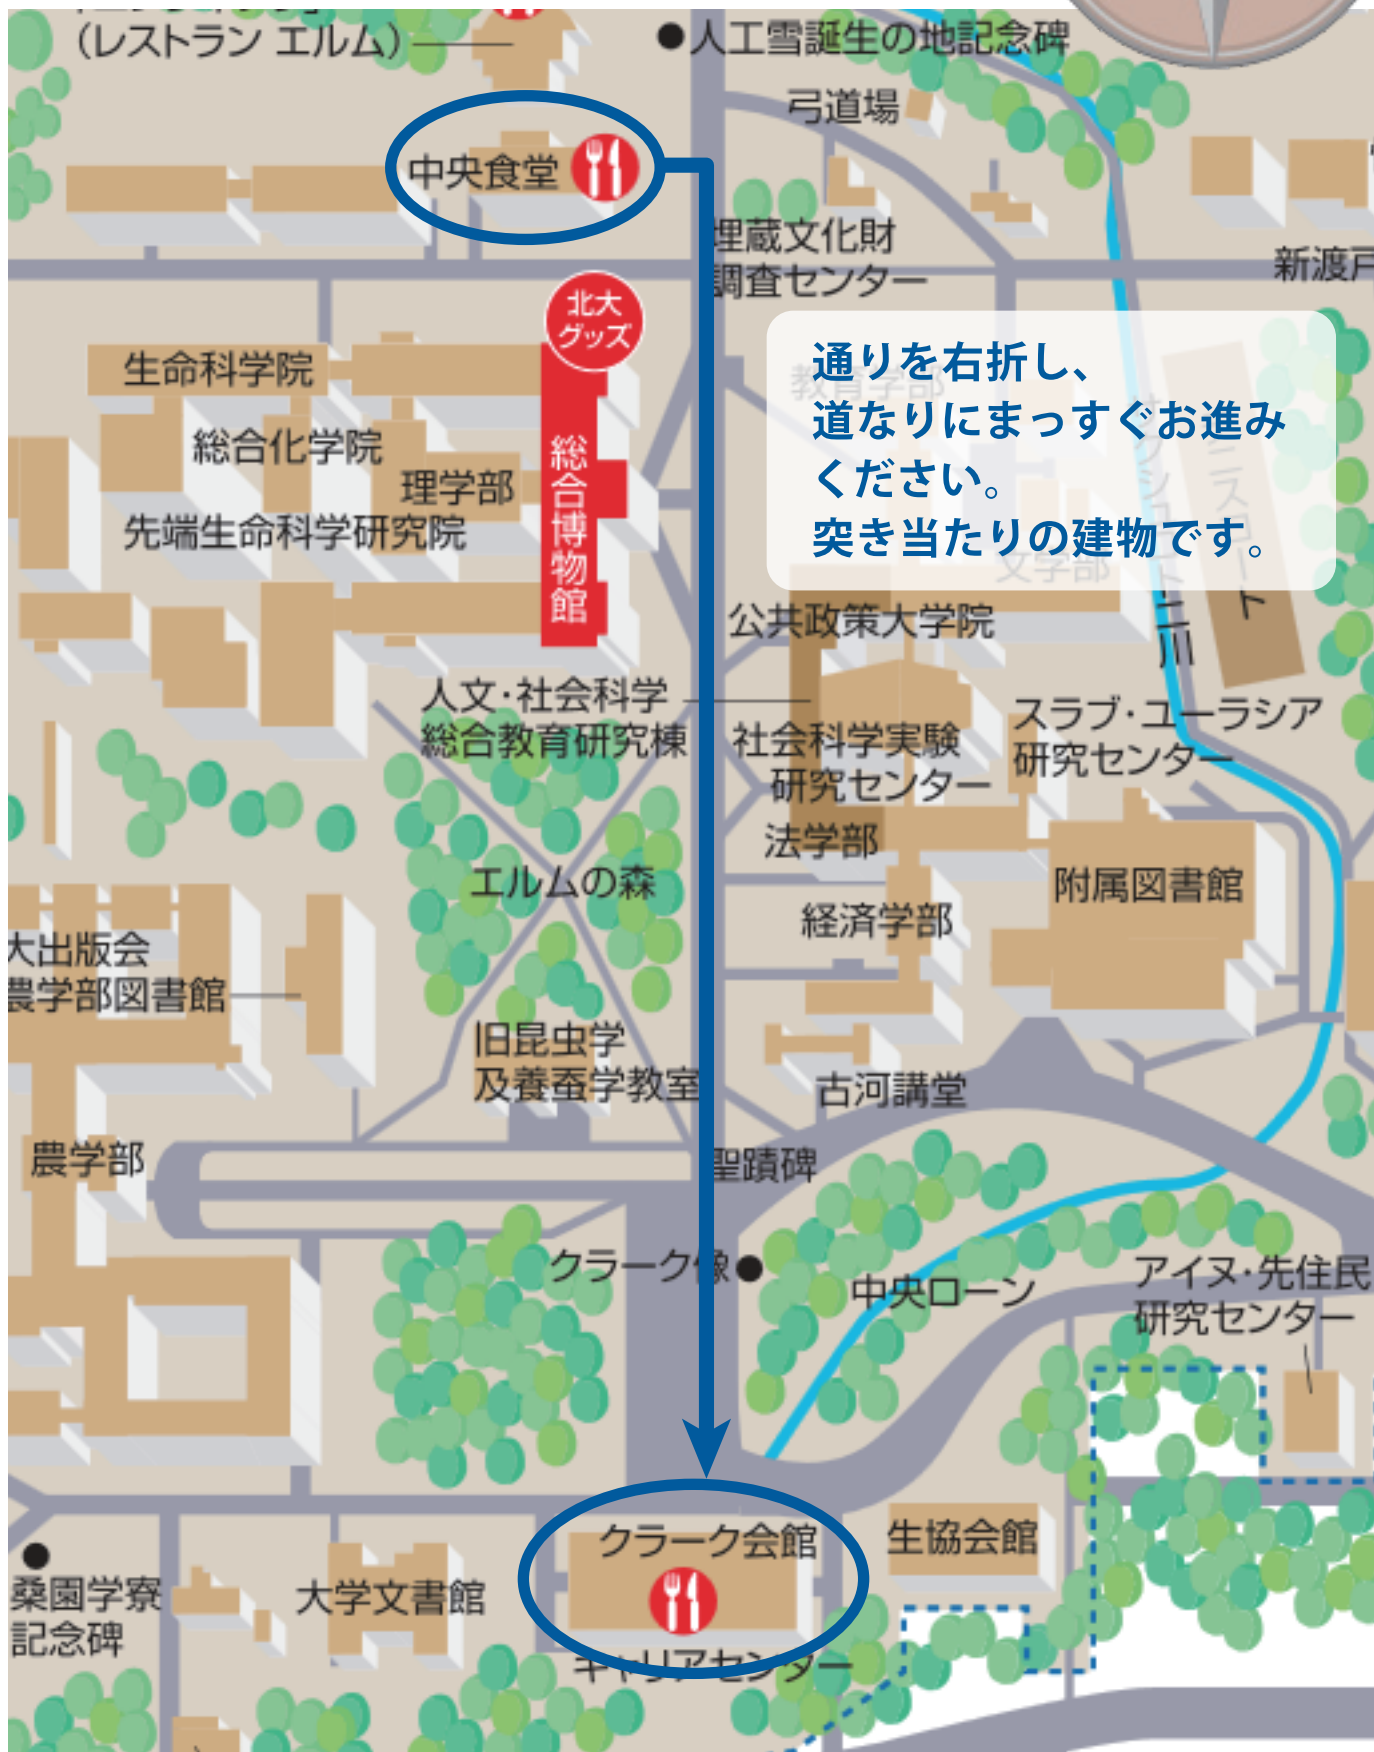 (レストラン エルム)
●人工雪誕生の地記念碑
弓道場
中央食堂
埋蔵文化財
調査センター
新渡戸
北大
グッズ
通りを右折し、
道なりにまっすぐお進み
ください。
突き当たりの建物です。
教育学部
生命科学院
総合化学院
理学部
先端生命科学研究院
総合博物館
文学部
公共政策大学院
人文・社会科学
総合教育研究棟
社会科学実験
研究センター
スラブ・ユーラシア
研究センター
法学部
エルムの森
附属図書館
経済学部
大出版会
農学部図書館
旧昆虫学
及養蚕学教室
古河講堂
農学部
聖蹟碑
クラーク像●
中央ローン
アイヌ・先住民
研究センター
クラーク会館
生協会館
桑園学寮
記念碑
大学文書館
キャリアセンター